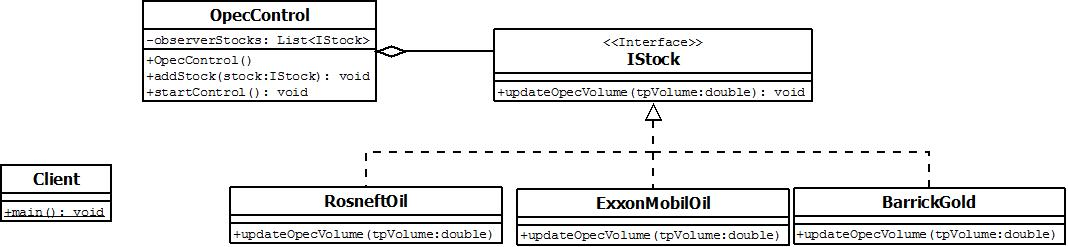 OpecControl
-observerStocks: List<IStock>
+OpecControl()
+addStock(stock:IStock): void
+startControl(): void
<<Interface>>
IStock
+updateOpecVolume(tpVolume:double): void
Client
+main(): void
RosneftOil
+updateOpecVolume(tpVolume:double)
ExxonMobilOil
+updateOpecVolume(tpVolume:double)
BarrickGold
+updateOpecVolume(tpVolume:double)